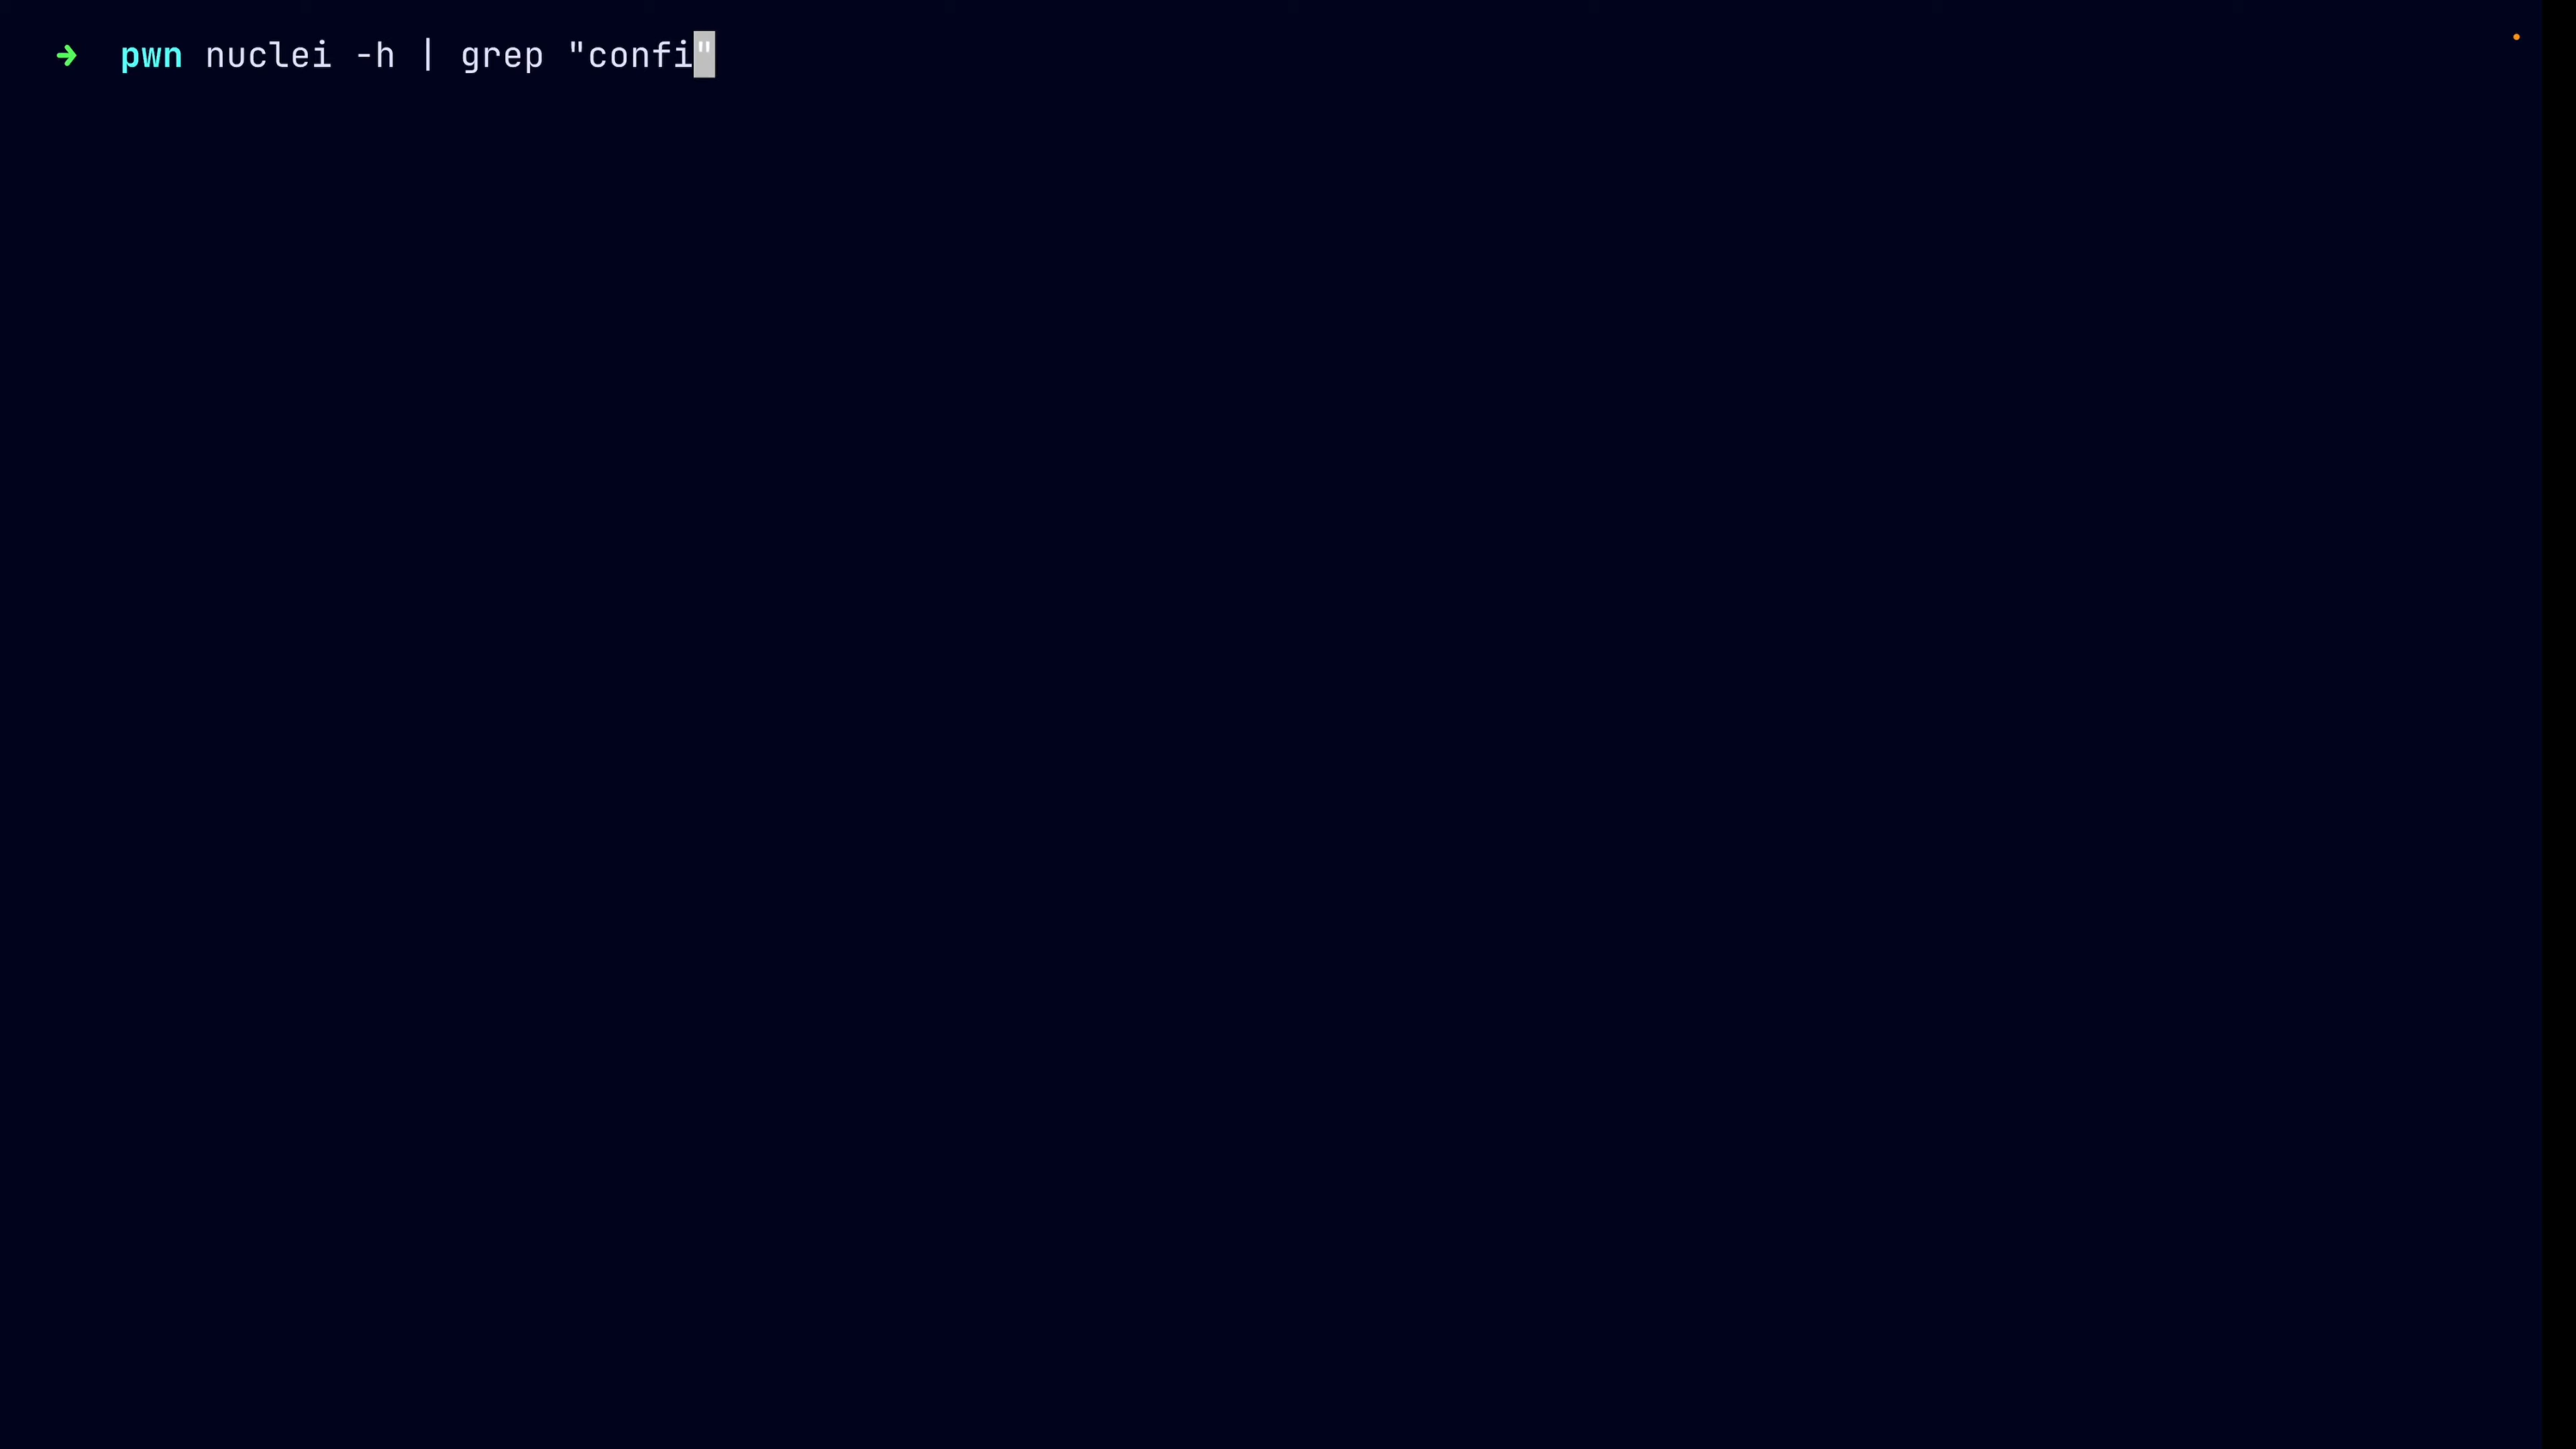 ➜ pwn nuclei -h | grep "confi"